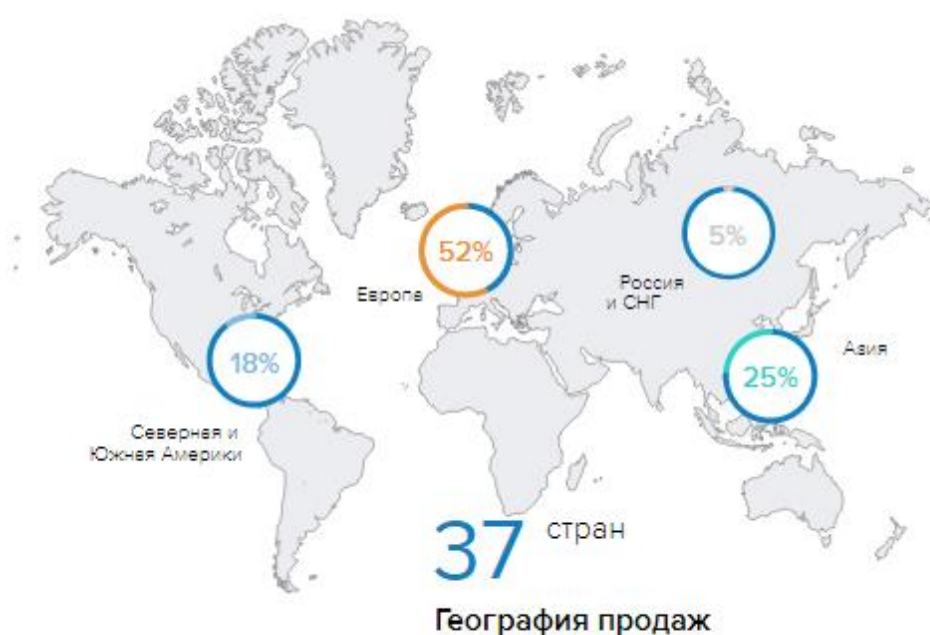 5%
52%
Россия
и СНГ
Европа
Азия
18%
25%
Северная и
Южная Америки
37 стран
География продаж